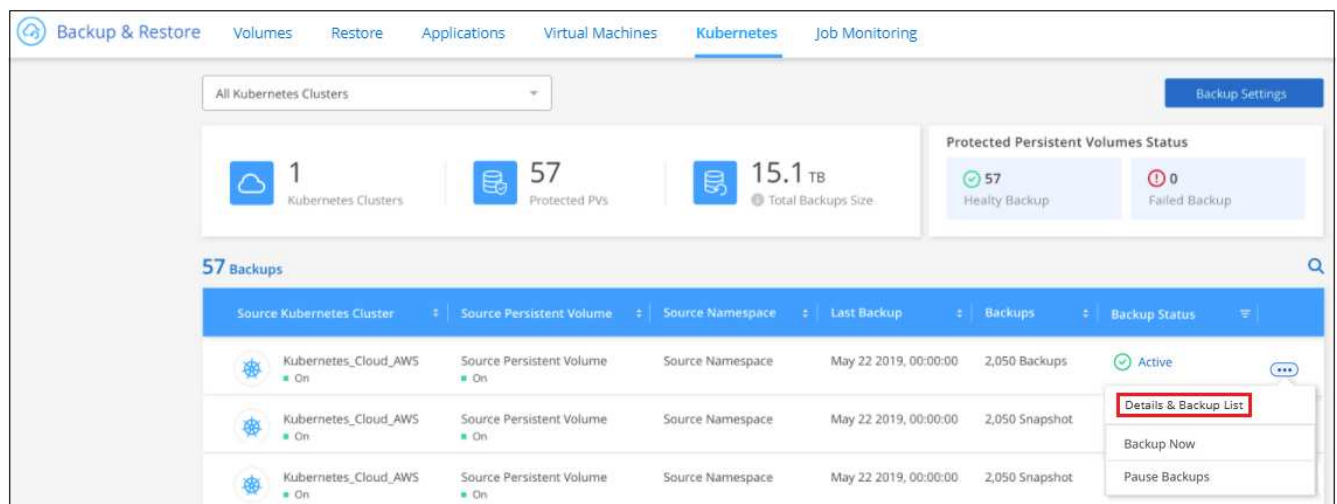 Backup & Restore Volumes Restore Applications Virtual Machines Kubernetes Job Monitoring
All Kubernetes Clusters
Backup Settings
1
Kubernetes Clusters
57
Protected PVs
15.1 TB
Total Backups Size
Protected Persistent Volumes Status
57
Healty Backup
0
Failed Backup
57 Backups
Source Kubernetes Cluster Source Persistent Volume Source Namespace Last Backup Backups Backup Status
Kubernetes_Cloud_AWS Source Persistent Volume Source Namespace May 22 2019, 00:00:00 2,050 Backups Active
On On
Details & Backup List
Kubernetes_Cloud_AWS Source Persistent Volume Source Namespace May 22 2019, 00:00:00 2,050 Snapshot
On On
Backup Now
Kubernetes_Cloud_AWS Source Persistent Volume Source Namespace May 22 2019, 00:00:00 2,050 Snapshot
On On
Pause Backups